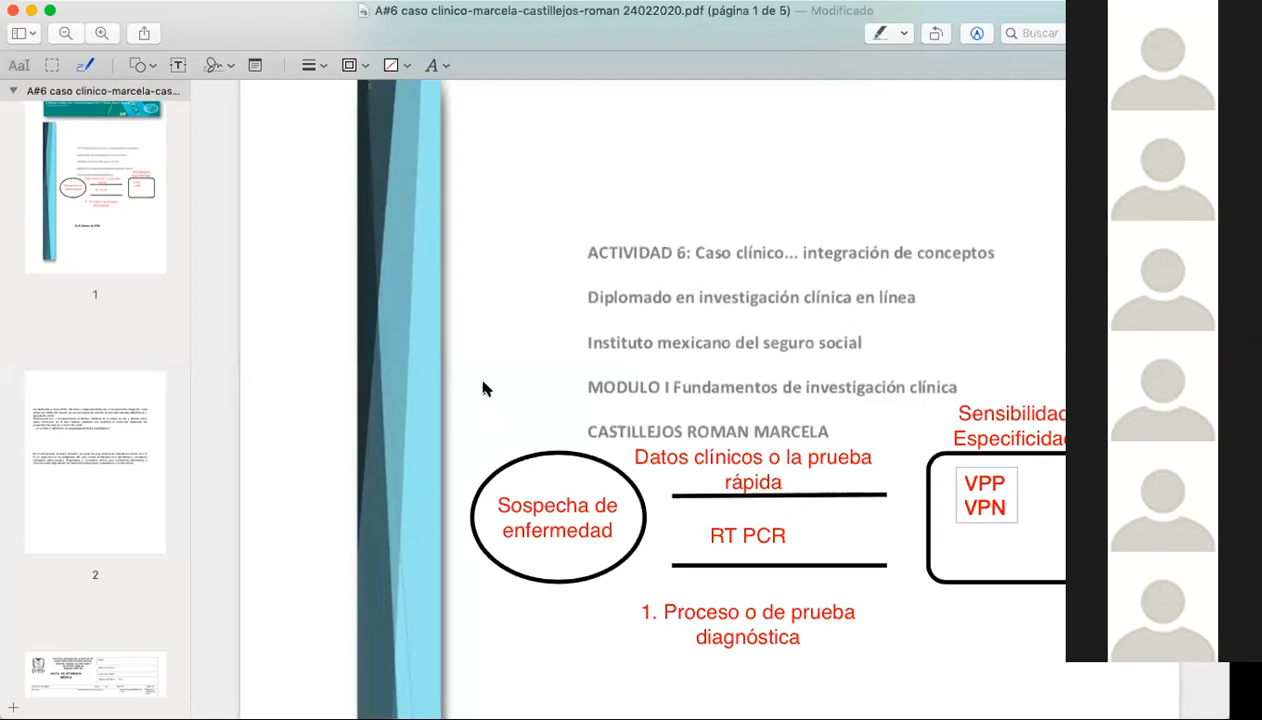 A#6 caso clinico-marcela-castillejos-roman 24022020.pdf (página 1 de 5) — Modificado
Buscar
A#6 caso clinico-marcela-cas...
1
2
ACTIVIDAD 6: Caso clínico... integración de conceptos
Diplomado en investigación clínica en línea
Instituto mexicano del seguro social
MODULO I Fundamentos de investigación clínica
CASTILLEJOS ROMAN MARCELA
Sensibilidad
Especificidad
Datos clínicos o la prueba
rápida
Sospecha de
enfermedad
RT PCR
VPP
VPN
1. Proceso o de prueba
diagnóstica